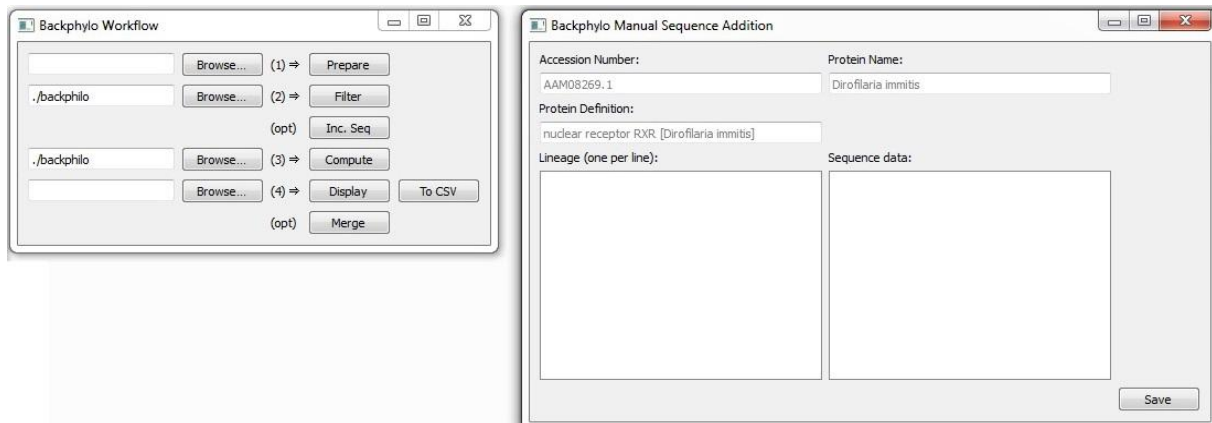 Backphylo Workflow
Browse... (1) ⇒ Prepare
./backphilo Browse... (2) ⇒ Filter
(opt) Inc. Seq
./backphilo Browse... (3) ⇒ Compute
Browse... (4) ⇒ Display To CSV
(opt) Merge
Backphylo Manual Sequence Addition
Accession Number: Protein Name:
AAM08269.1 Dirofilaria immitis
Protein Definition:
nuclear receptor RXR [Dirofilaria immitis]
Lineage (one per line): Sequence data:
Save